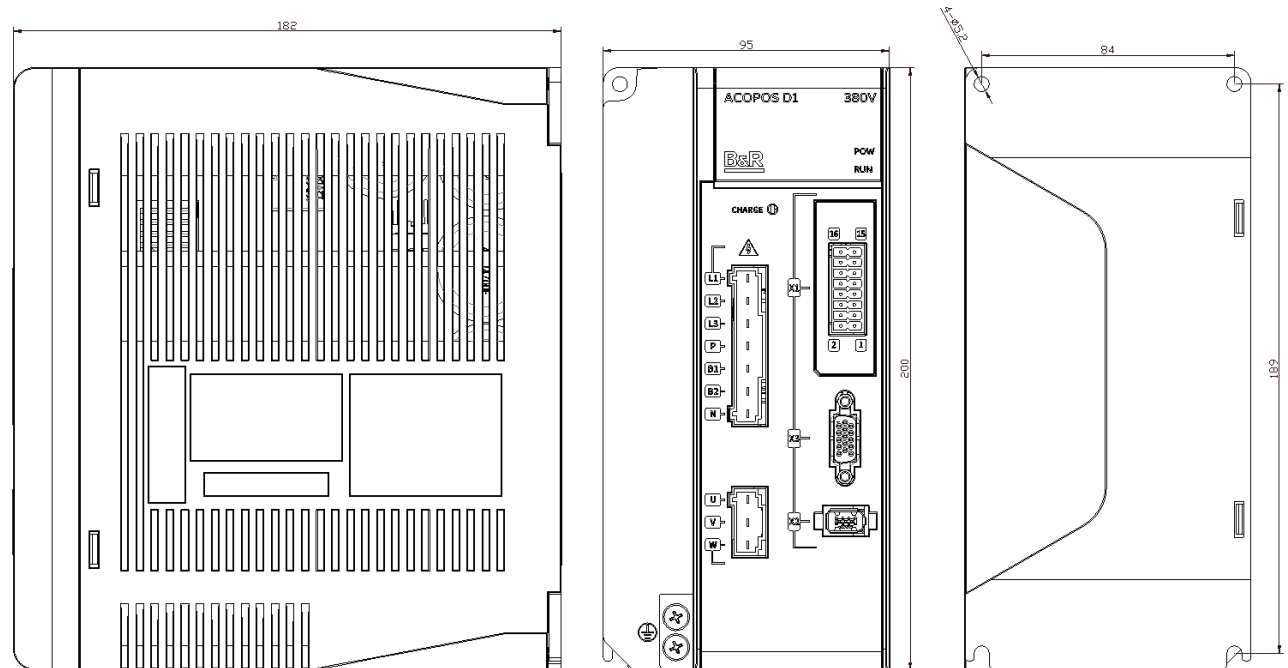 182
95
4-ø5.2
84
ACOPOS D1 380V
B&R
POW
RUN
CHARGE
16 15
L1
X1
L2
L3
P
2 1
B1
B2
N
X3
U
V
X2
W
200
189